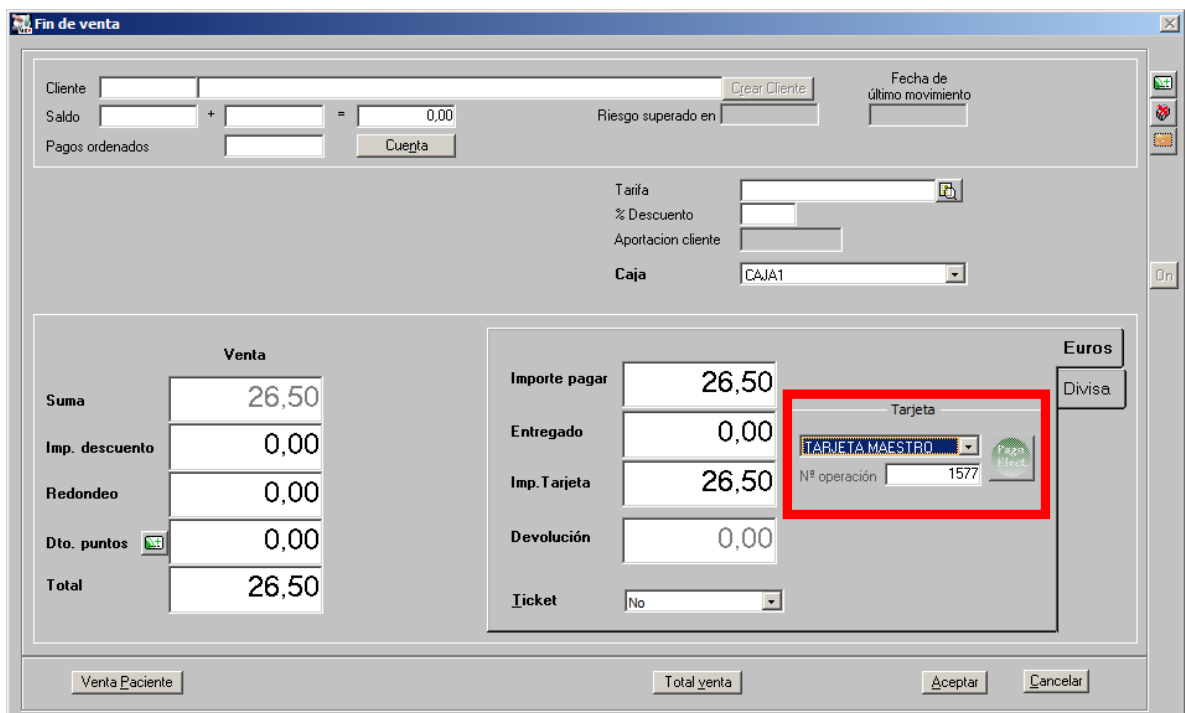 Fin de venta
Cliente Crear Cliente
Fecha de
último movimiento
Saldo + = 0,00 Riesgo superado en
Pagos ordenados Cuenta
Tarifa
% Descuento
Aportacion cliente
Caja CAJA1
On
Venta
Suma 26,50
Imp. descuento 0,00
Redondeo 0,00
Dto. puntos 0,00
Total 26,50
Euros
Divisa
Importe pagar 26,50
Entregado 0,00
Imp.Tarjeta 26,50
Devolución 0,00
Ticket No
Tarjeta
TARJETA MAESTRO
Pago
Elect.
Nº operación 1577
Venta Paciente Total venta Aceptar Cancelar